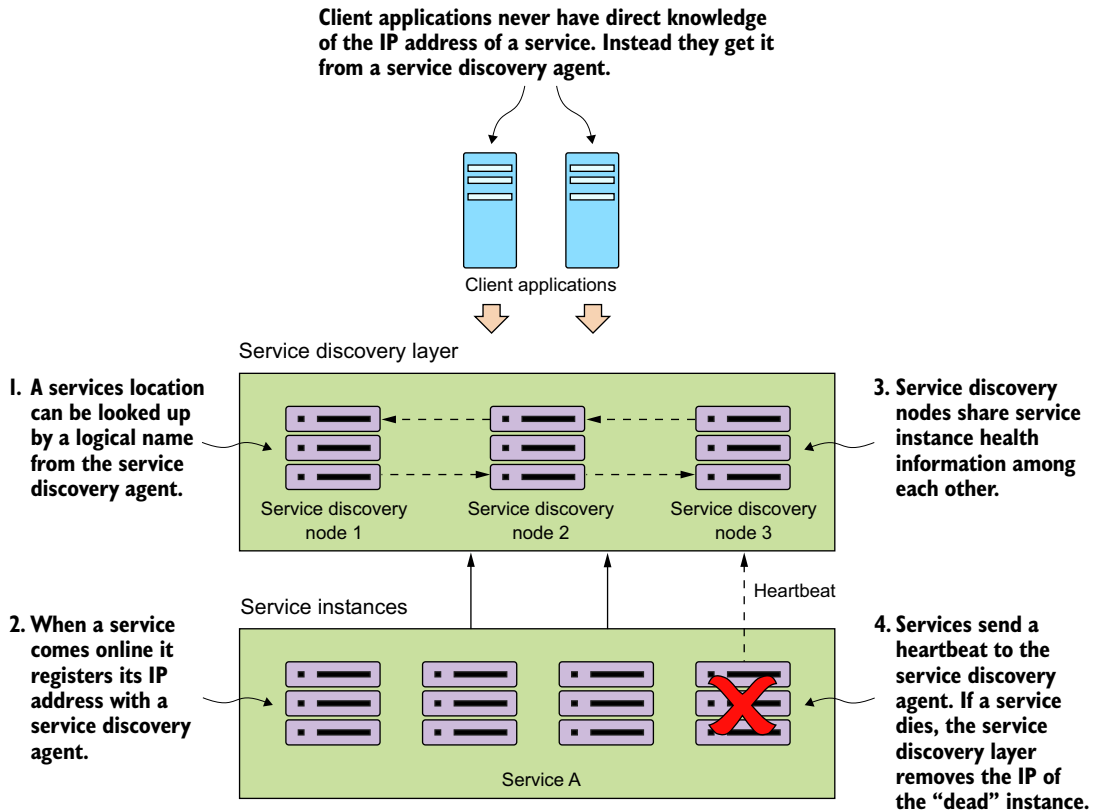 Client applications never have direct knowledge
of the IP address of a service. Instead they get it
from a service discovery agent.
Client applications
Service discovery layer
1. A services location
can be looked up
by a logical name
from the service
discovery agent.
Service discovery
node 1
Service discovery
node 2
Service discovery
node 3
3. Service discovery
nodes share service
instance health
information among
each other.
Heartbeat
Service instances
2. When a service
comes online it
registers its IP
address with a
service discovery
agent.
Service A
4. Services send a
heartbeat to the
service discovery
agent. If a service
dies, the service
discovery layer
removes the IP of
the “dead” instance.